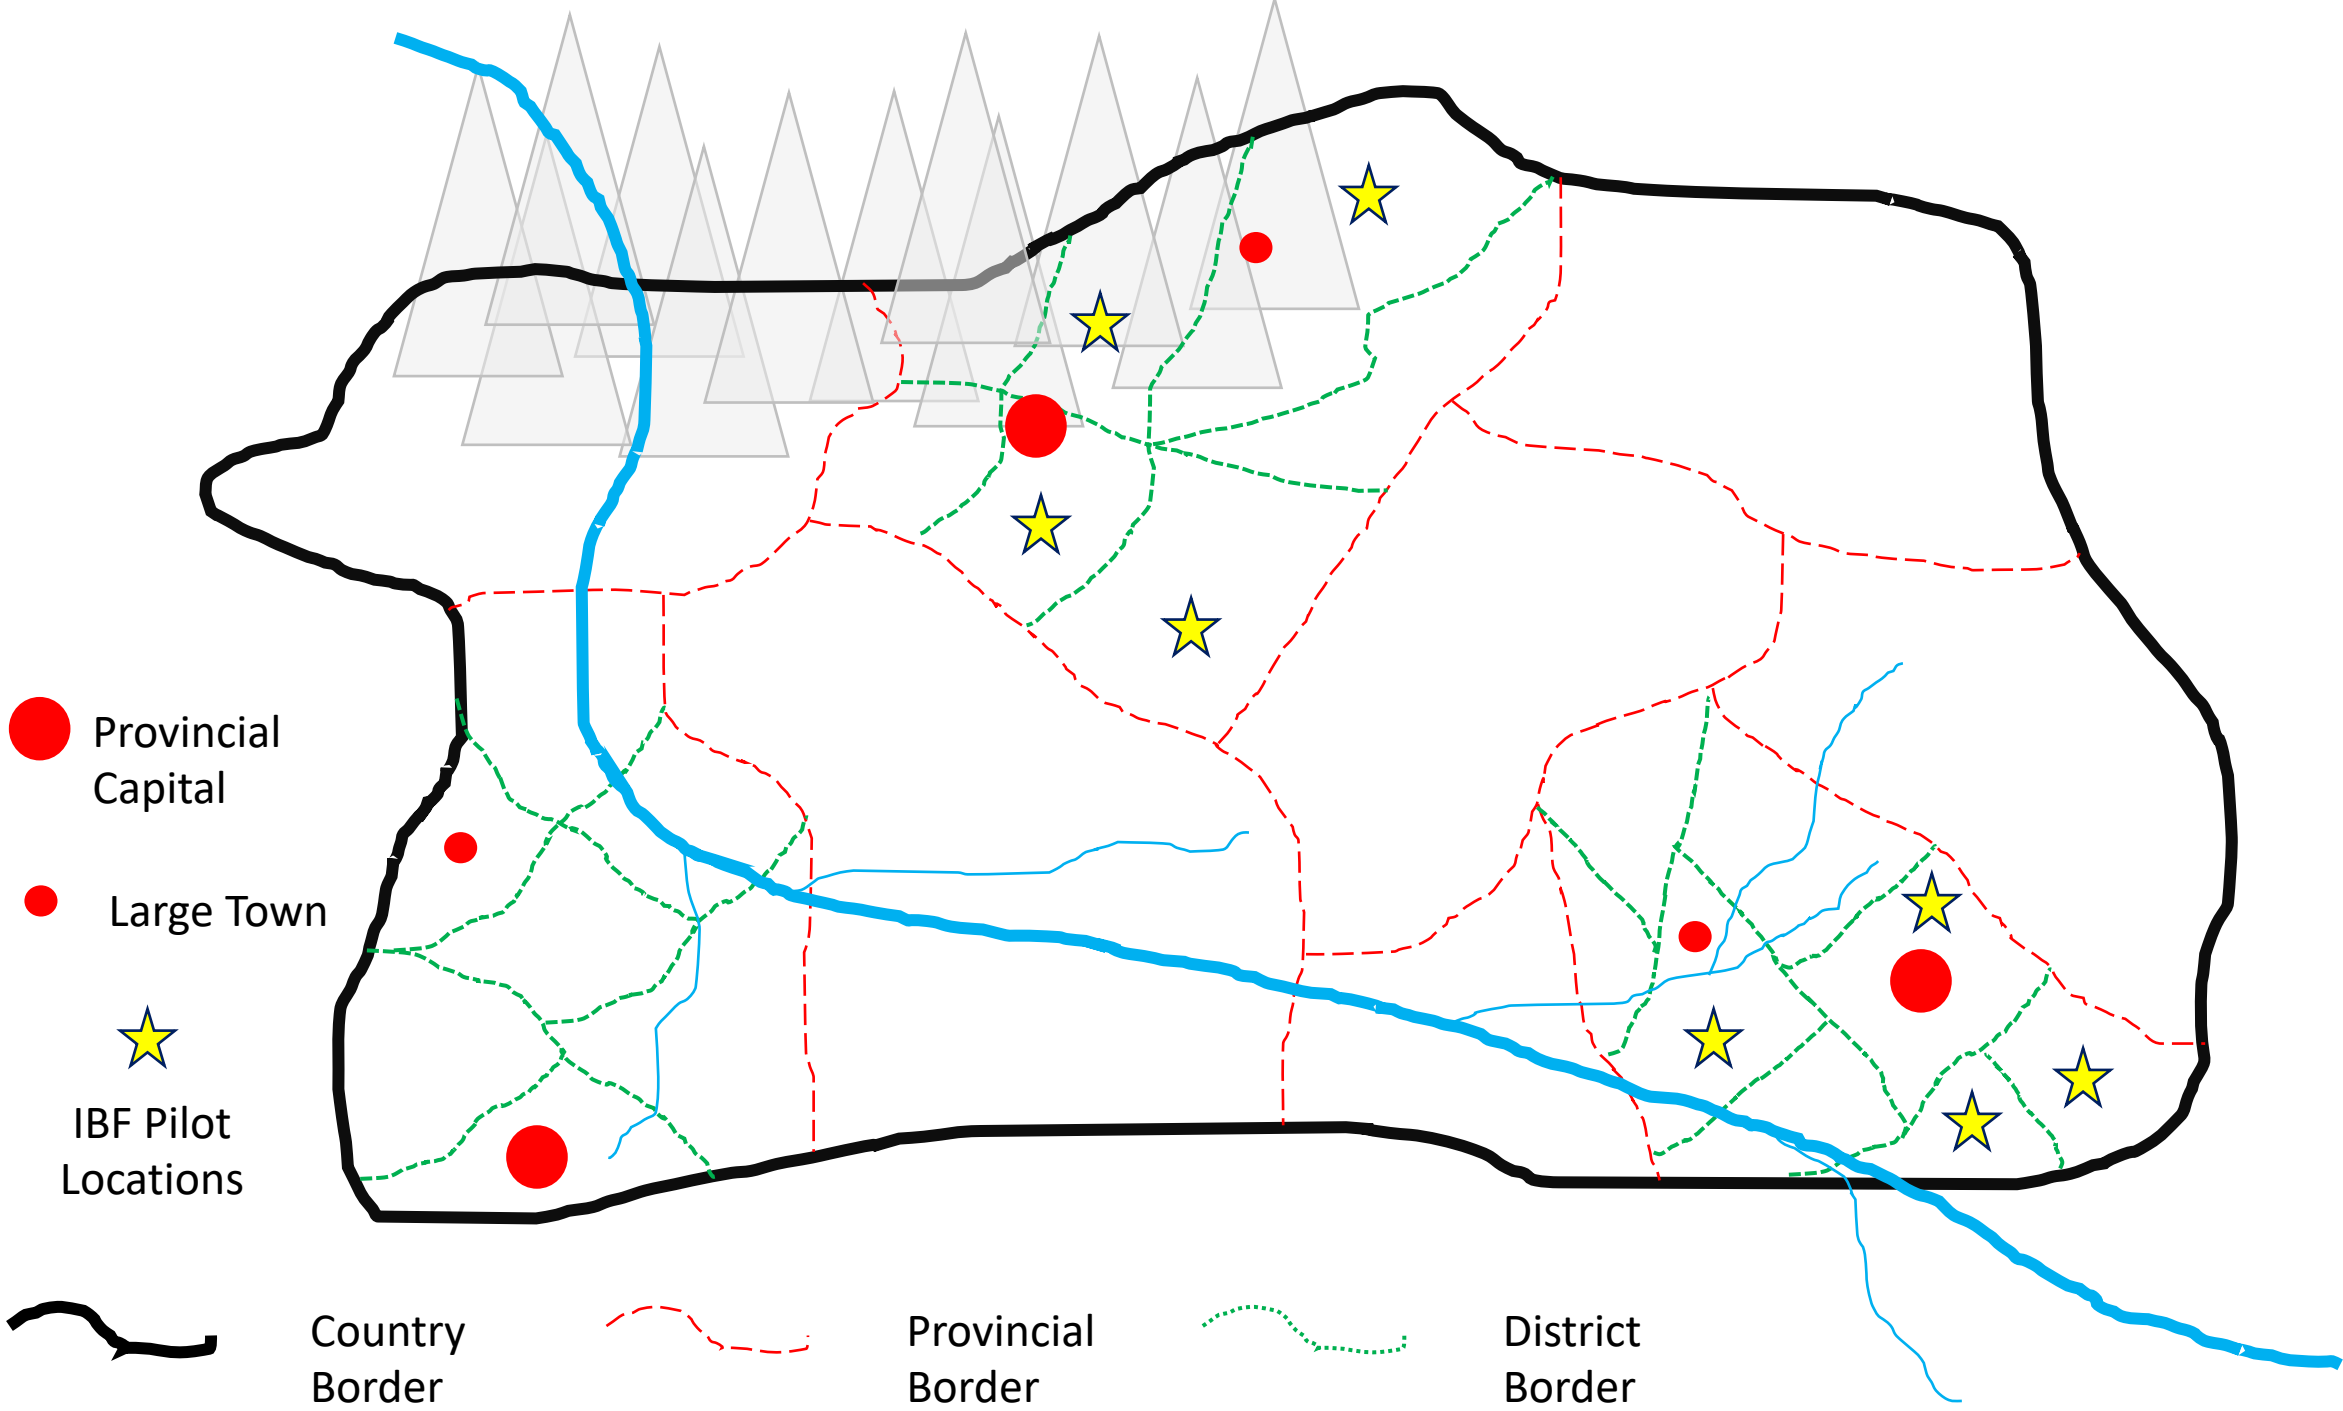 Provincial
Capital
Large Town
IBF Pilot
Locations
Country
Border
Provincial
Border
District
Border